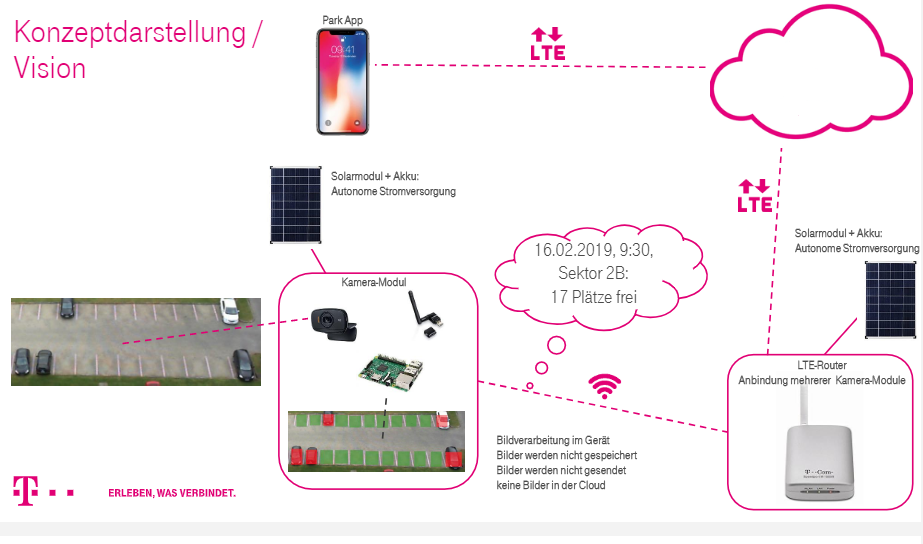 Konzeptdarstellung /
Vision
Park App
09:41
LTE
LTE
Solarmodul + Akku:
Autonome Stromversorgung
Solarmodul + Akku:
Autonome Stromversorgung
16.02.2019, 9:30,
Sektor 2B:
17 Plätze frei
Kamera-Modul
LTE-Router
Anbindung mehrerer Kamera-Module
T··Com·
Bildverarbeitung im Gerät
Bilder werden nicht gespeichert
Bilder werden nicht gesendet
keine Bilder in der Cloud
T··
ERLEBEN, WAS VERBINDET.